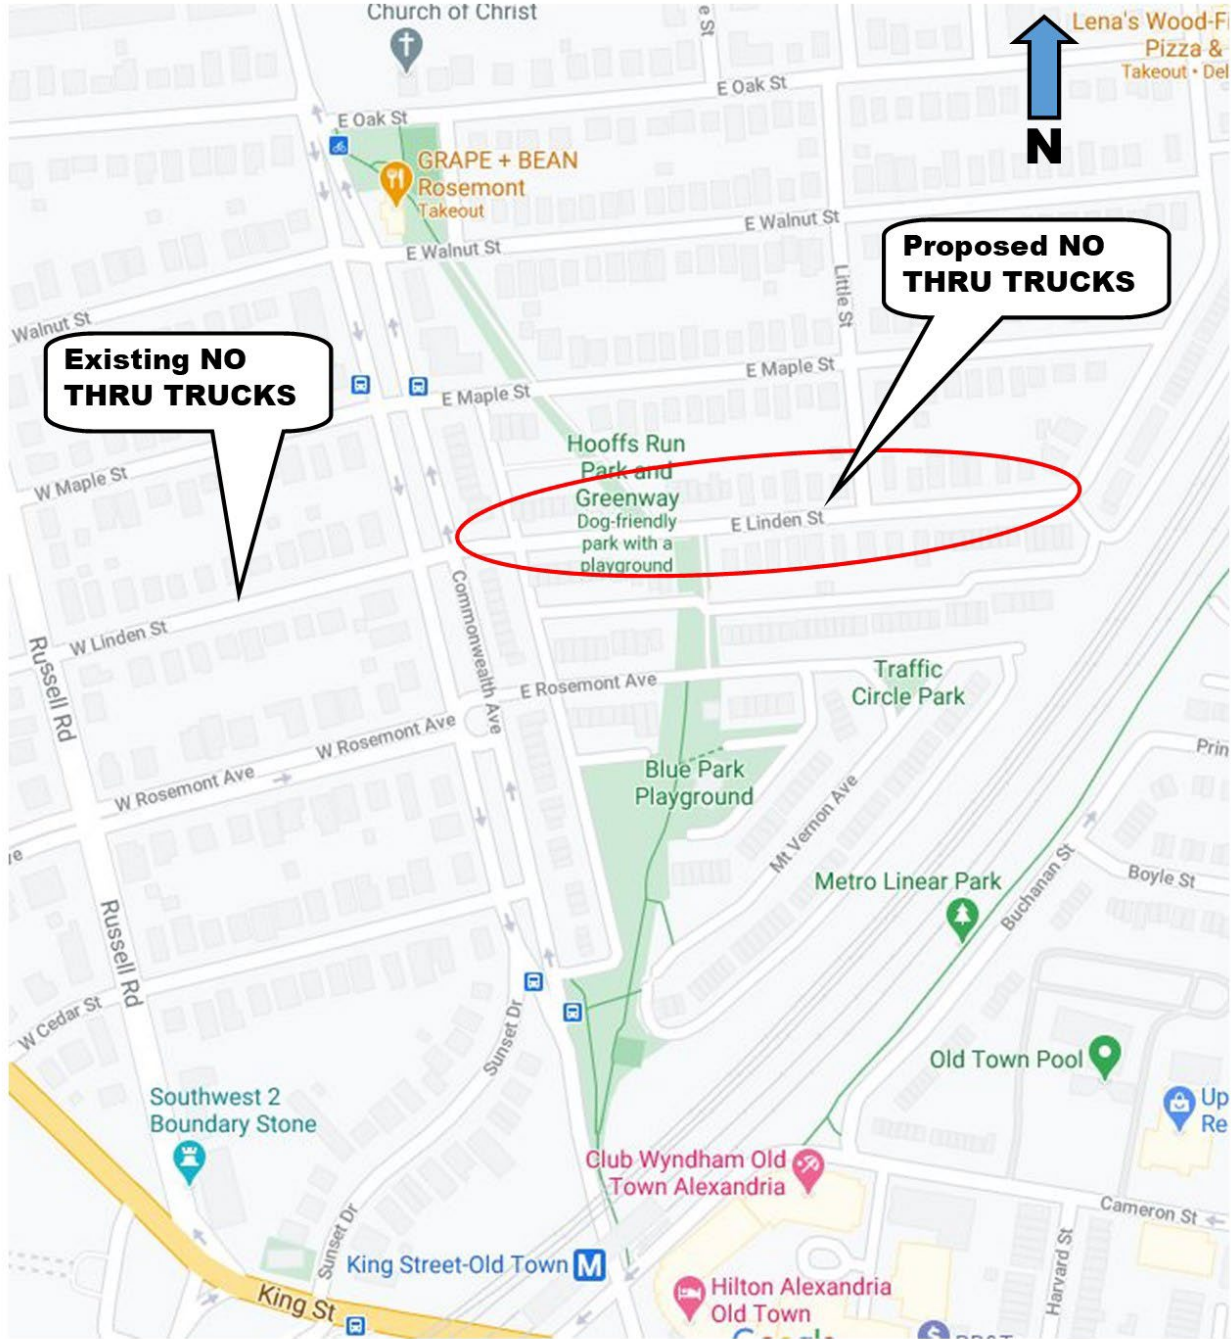 Church of Christ
e St
Lena's Wood-Fi
Pizza &
Takeout • Del
N
E Oak St
E Oak St
GRAPE + BEAN
Rosemont
Takeout
E Walnut St
E Walnut St
Proposed NO
THRU TRUCKS
Little St
Walnut St
Existing NO
THRU TRUCKS
E Maple St
E Maple St
W Maple St
Hooffs Run
Park and
Greenway
Dog-friendly
park with a
playground
E Linden St
W Linden St
Commonwealth Ave
Russell Rd
E Rosemont Ave
Traffic
Circle Park
W Rosemont Ave
W Rosemont Ave
Prin
Blue Park
Playground
Mt Vernon Ave
Metro Linear Park
Buchanan St
Boyle St
e
Russell Rd
W Cedar St
Sunset Dr
Old Town Pool
Southwest 2
Boundary Stone
Up
Re
Club Wyndham Old
Town Alexandria
Cameron St
Harvard St
Sunset Dr
King Street-Old Town
M
King St
Hilton Alexandria
Old Town